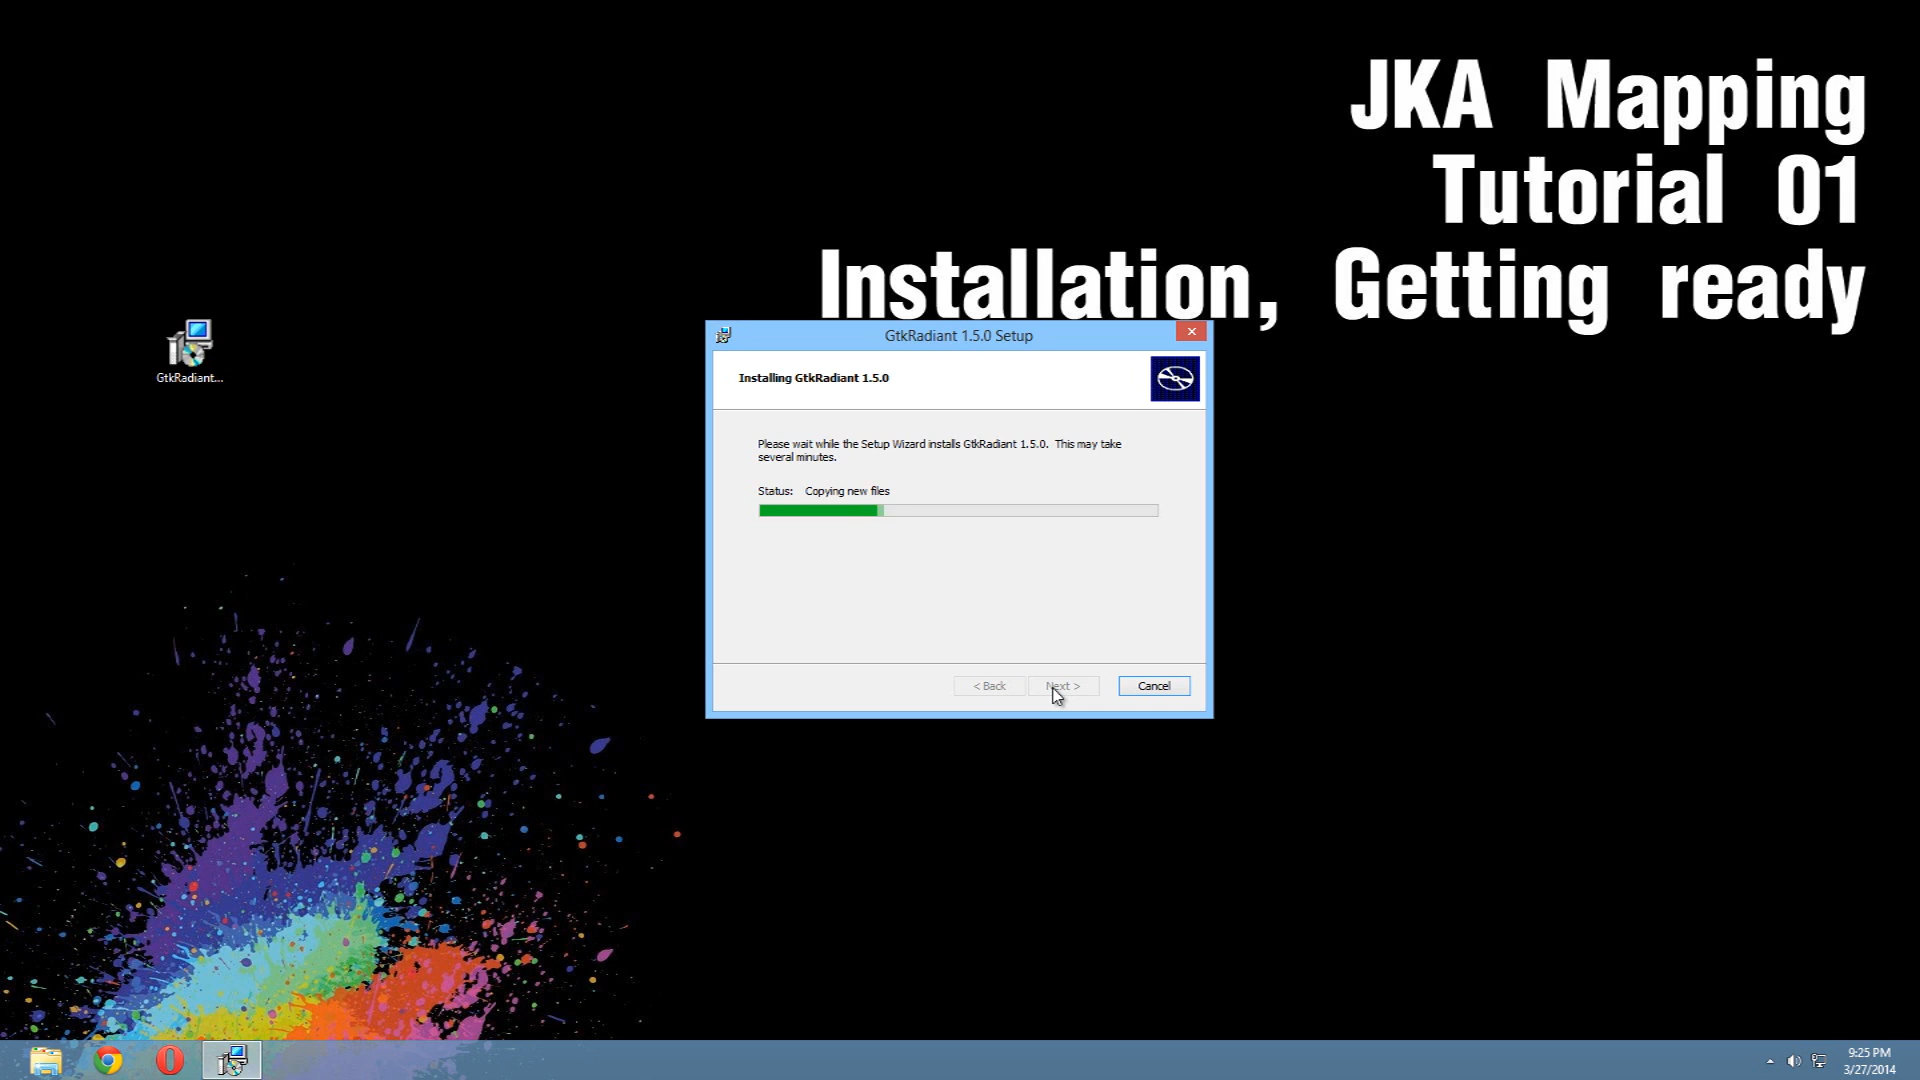 JKA Mapping
Tutorial 01
Installation, Getting ready
GtkRadiant...
GtkRadiant 1.5.0 Setup
Installing GtkRadiant 1.5.0
Please wait while the Setup Wizard installs GtkRadiant 1.5.0. This may take
several minutes.
Status: Copying new files
< Back
Next >
Cancel
9:25 PM
3/27/2014